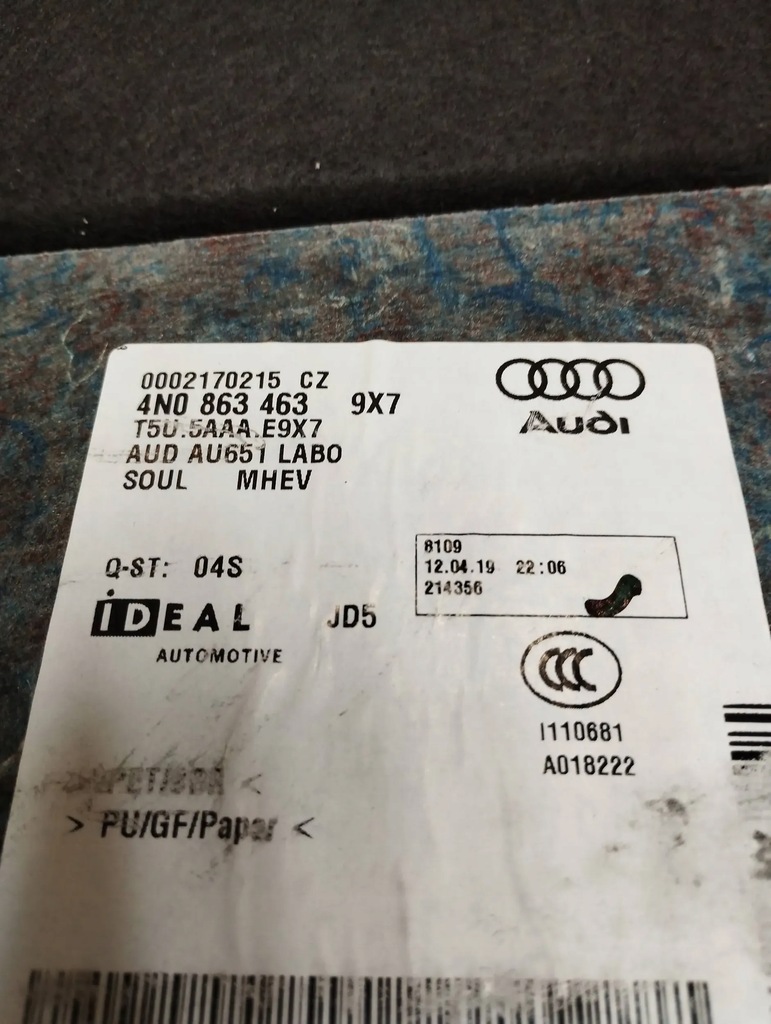 0002170215 CZ
4N0 863 463 9X7
T5U.5AAA.E9X7
AUD AU651 LABO
SOUL MHEV
Audi
Q-ST: 04S
8109
12.04.19 22:06
214356
IDEAL JD5
AUTOMOTIVE
CCC
I110681
A018222
> PU/GF/Papar <